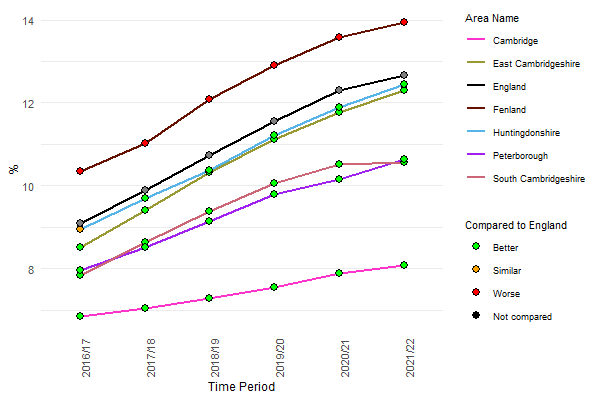 14
12
10
8
%
2016/17
2017/18
2018/19
2019/20
2020/21
2021/22
Time Period
Area Name
Cambridge
East Cambridgeshire
England
Fenland
Huntingdonshire
Peterborough
South Cambridgeshire
Compared to England
Better
Similar
Worse
Not compared